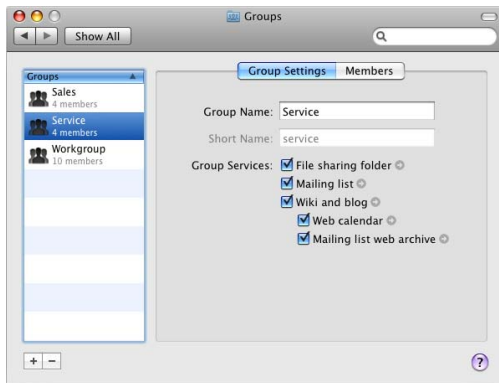 Groups
Show All
Groups
Sales
4 members
Service
4 members
Workgroup
10 members
+ −
Group Settings Members
Group Name: Service
Short Name: service
Group Services: File sharing folder
Mailing list
Wiki and blog
Web calendar
Mailing list web archive
?